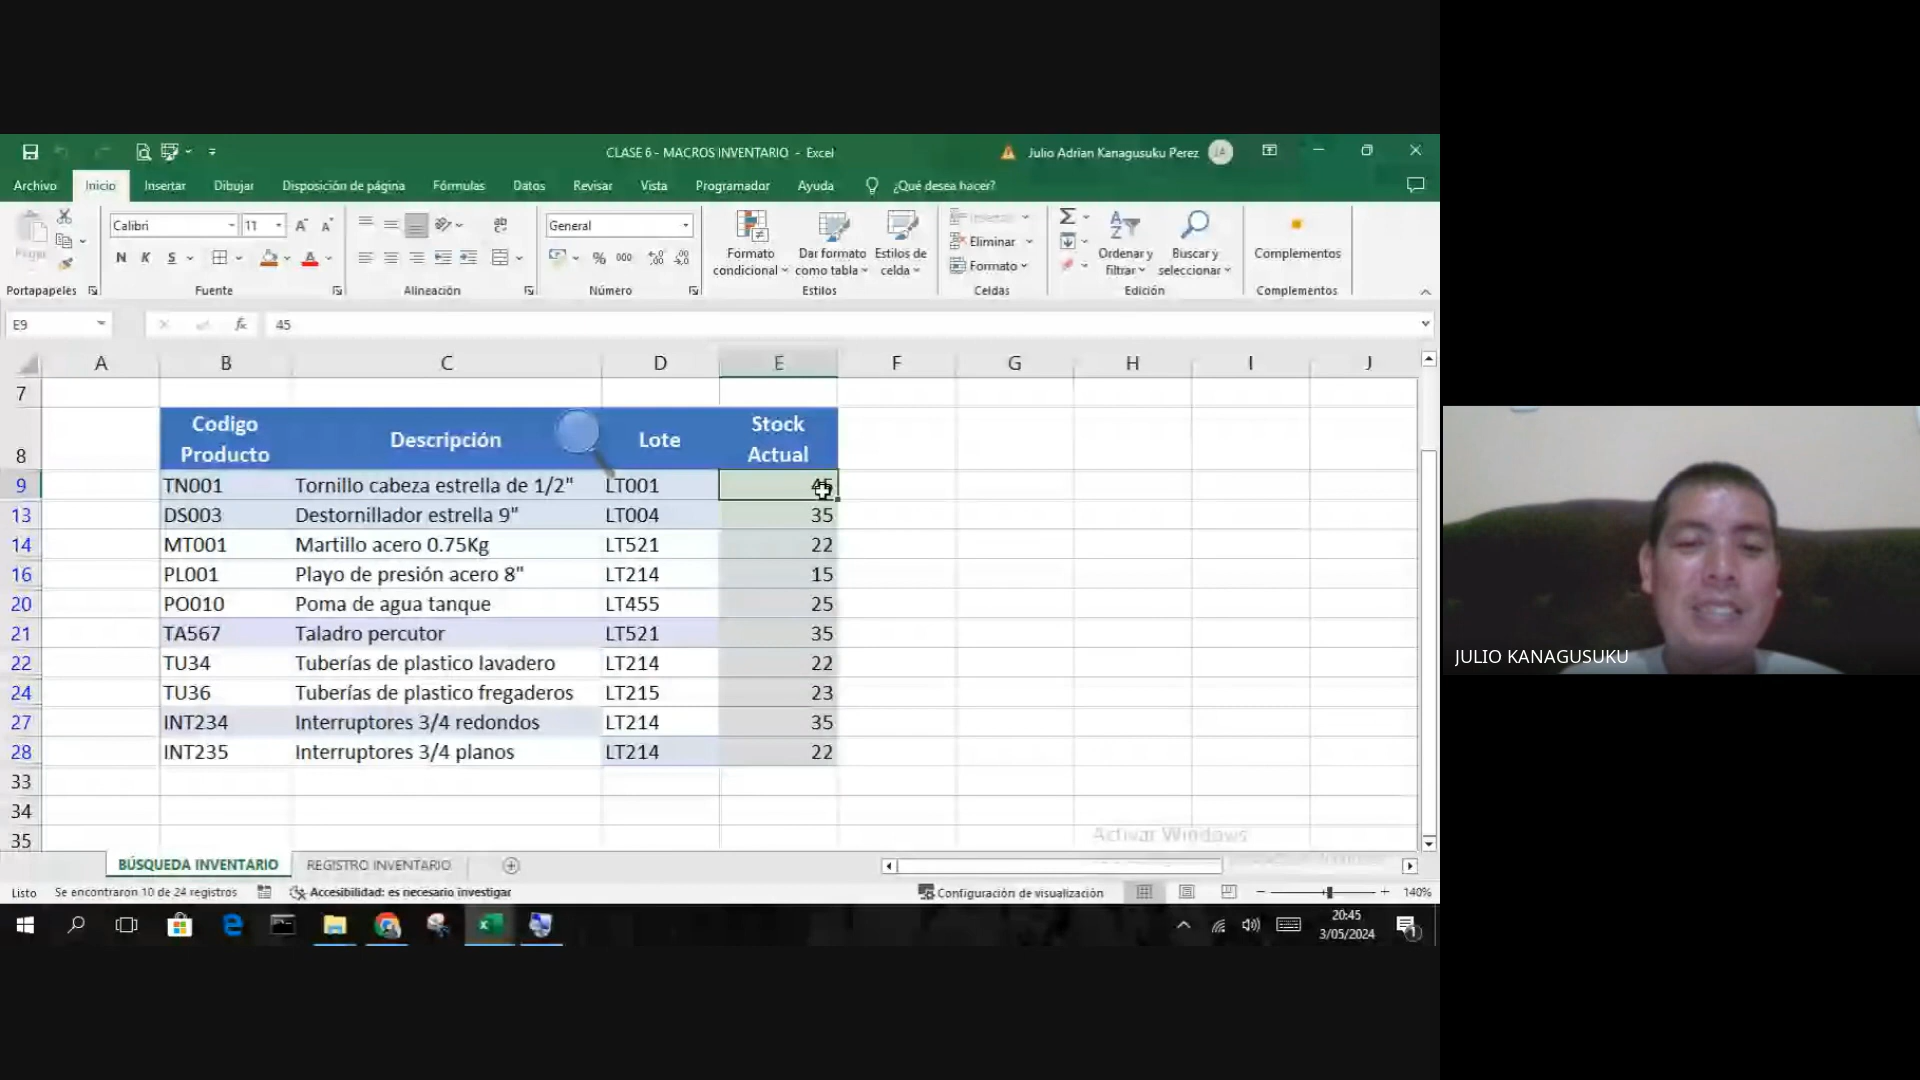 CLASE 6 - MACROS INVENTARIO - Excel
Julio Adrian Kanagusuku Perez
JA
Archivo Inicio Insertar Dibujar Disposición de página Fórmulas Datos Revisar Vista Programador Ayuda ¿Qué desea hacer?
Calibri 11
General
N K S
% 000
Formato condicional
Dar formato como tabla
Estilos de celda
Eliminar
Formato
Ordenar y filtrar
Buscar y seleccionar
Complementos
Portapapeles Fuente Alineación Número Estilos Celdas Edición Complementos
E9 fx 45
A B C D E F G H I J
7
8 Codigo Producto Descripción Lote Stock Actual
9 TN001 Tornillo cabeza estrella de 1/2" LT001 45
13 DS003 Destornillador estrella 9" LT004 35
14 MT001 Martillo acero 0.75Kg LT521 22
16 PL001 Playo de presión acero 8" LT214 15
20 PO010 Poma de agua tanque LT455 25
21 TA567 Taladro percutor LT521 35
22 TU34 Tuberías de plastico lavadero LT214 22
24 TU36 Tuberías de plastico fregaderos LT215 23
27 INT234 Interruptores 3/4 redondos LT214 35
28 INT235 Interruptores 3/4 planos LT214 22
33
34
35
Activar Windows
BÚSQUEDA INVENTARIO REGISTRO INVENTARIO
Listo Se encontraron 10 de 24 registros Accesibilidad: es necesario investigar Configuración de visualización 140%
20:45
3/05/2024
1
JULIO KANAGUSUKU